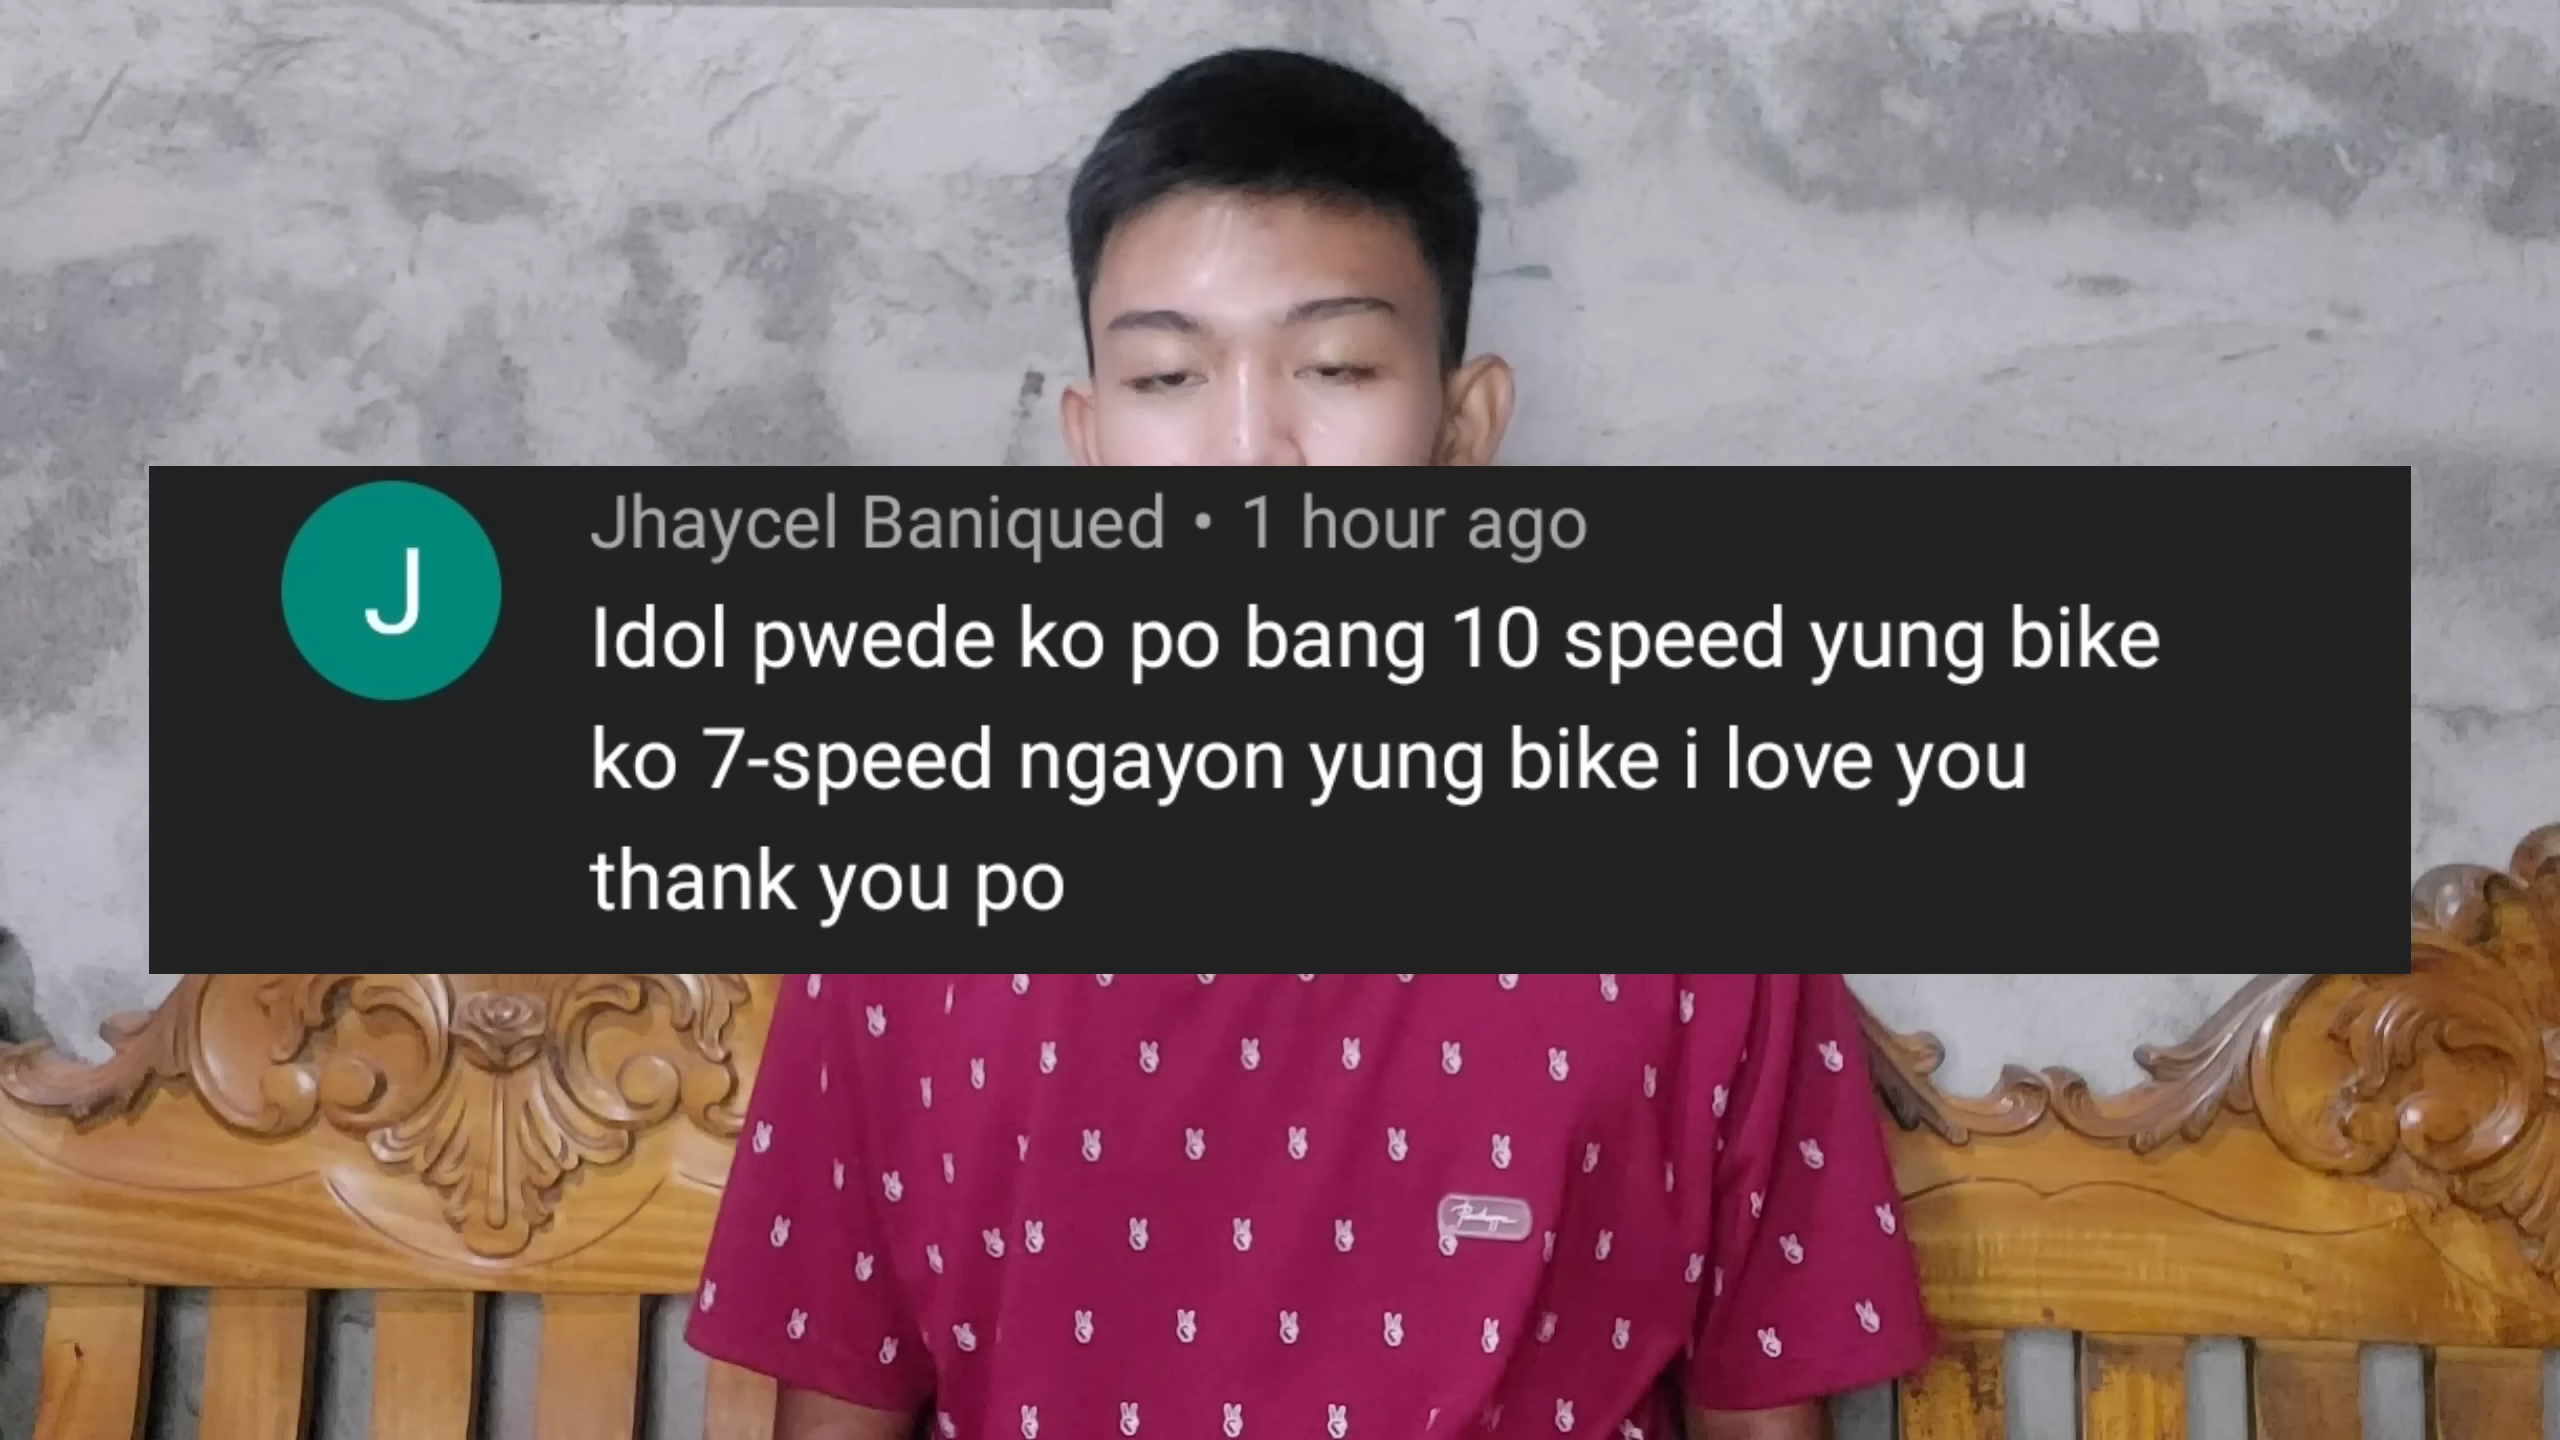 J
Jhaycel Baniqued • 1 hour ago
Idol pwede ko po bang 10 speed yung bike
ko 7-speed ngayon yung bike i love you
thank you po